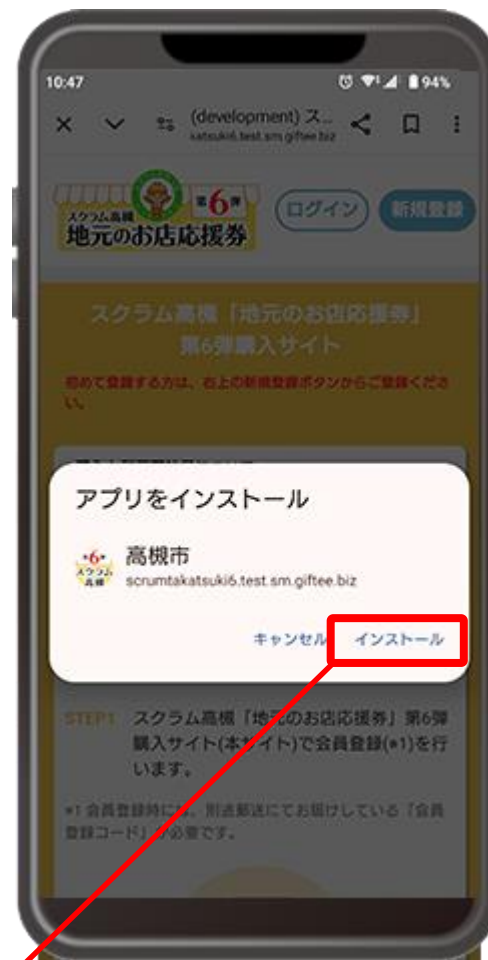 10:47
94%
(development) ス...
katsuki6.test.sm.giftee.biz
第6弾
スクラム高槻
地元のお店応援券
ログイン
新規登録
スクラム高槻「地元のお店応援券」
第6弾購入サイト
初めて登録する方は、右上の新規登録ボタンからご登録くださ
い。
アプリをインストール
第6弾
スクラム
高槻
高槻市
scrumtakatsuki6.test.sm.giftee.biz
キャンセル
インストール
STEP1
スクラム高槻「地元のお店応援券」第6弾
購入サイト(本サイト)で会員登録(*1)を行
います。
*1 会員登録時には、別途郵送にてお届けしている「会員
登録コード」が必要です。